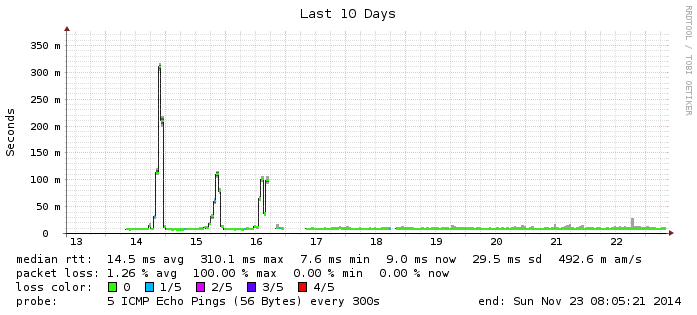 Last 10 Days
RRDTOOL / TOBI OETIKER
Seconds
350 m
300 m
250 m
200 m
150 m
100 m
50 m
0
13 14 15 16 17 18 19 20 21 22
median rtt: 14.5 ms avg 310.1 ms max 7.6 ms min 9.0 ms now 29.5 ms sd 492.6 m am/s
packet loss: 1.26 % avg 100.00 % max 0.00 % min 0.00 % now
loss color: 0 1/5 2/5 3/5 4/5
probe: 5 ICMP Echo Pings (56 Bytes) every 300s end: Sun Nov 23 08:05:21 2014